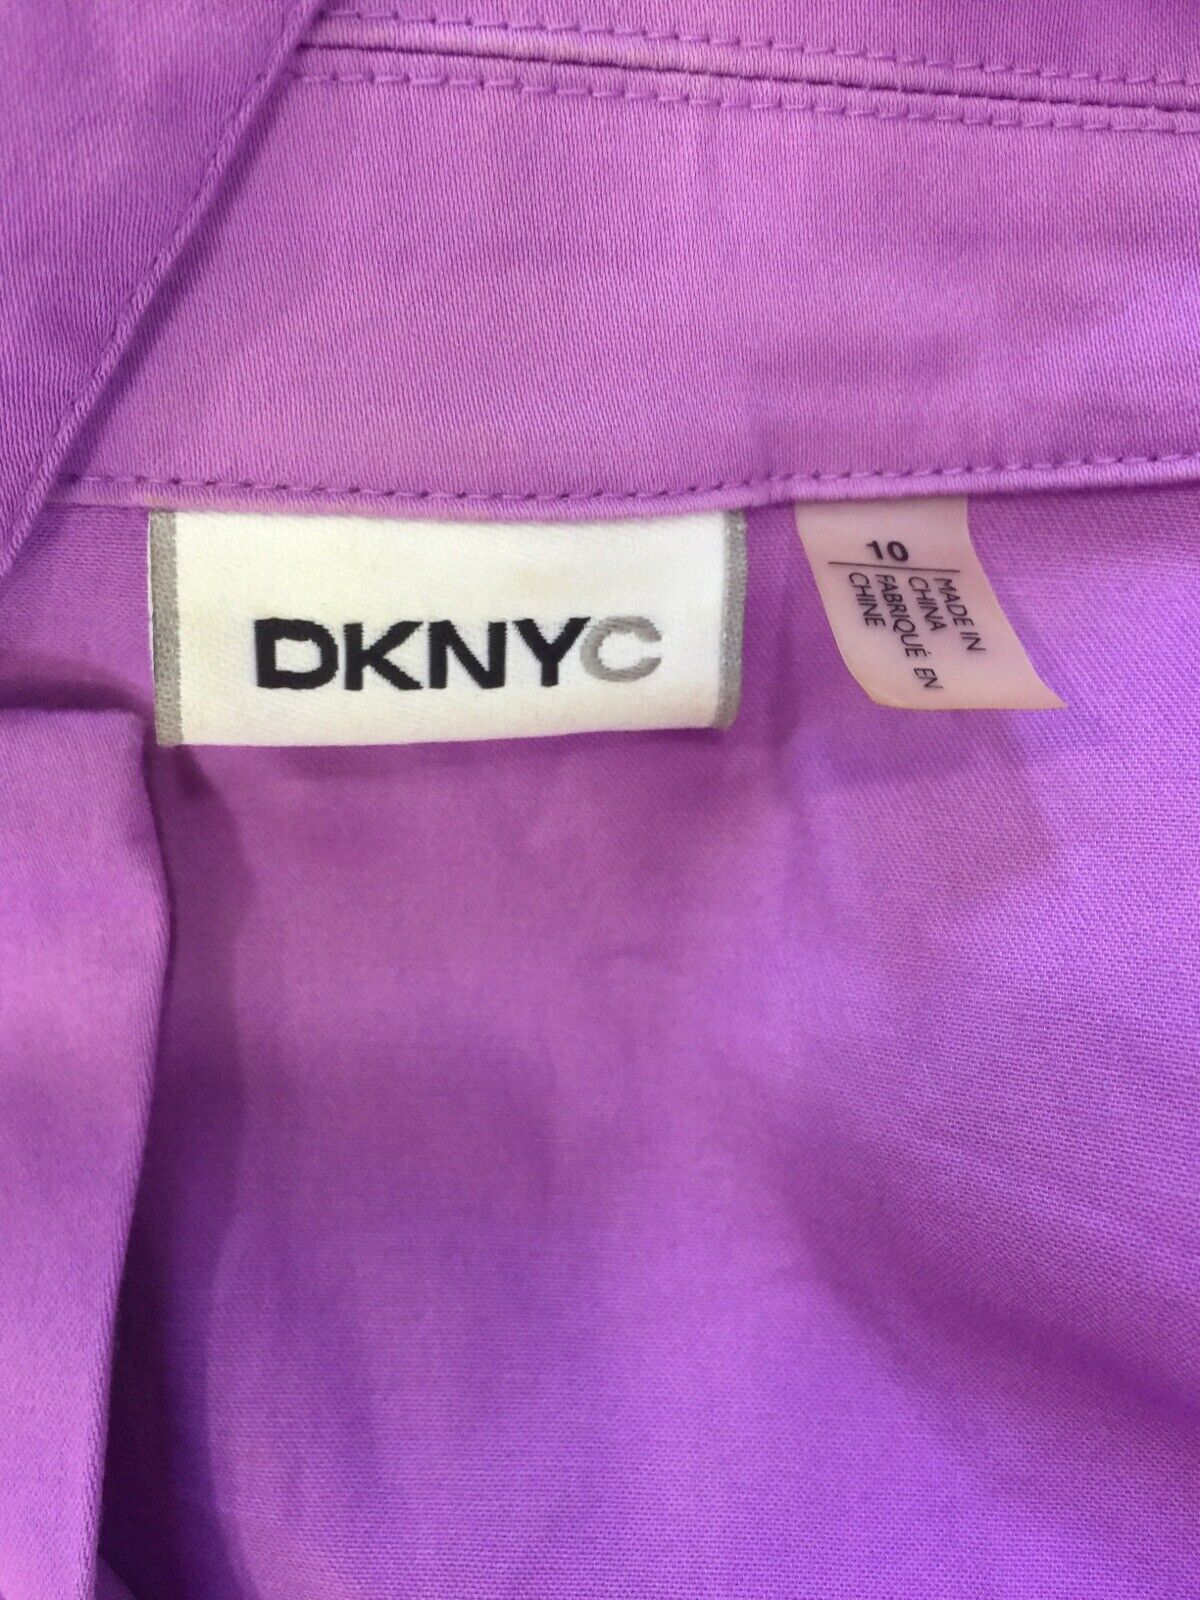 DKNYC
10
MADE IN
CHINA
FABRIQUÉ EN
CHINE